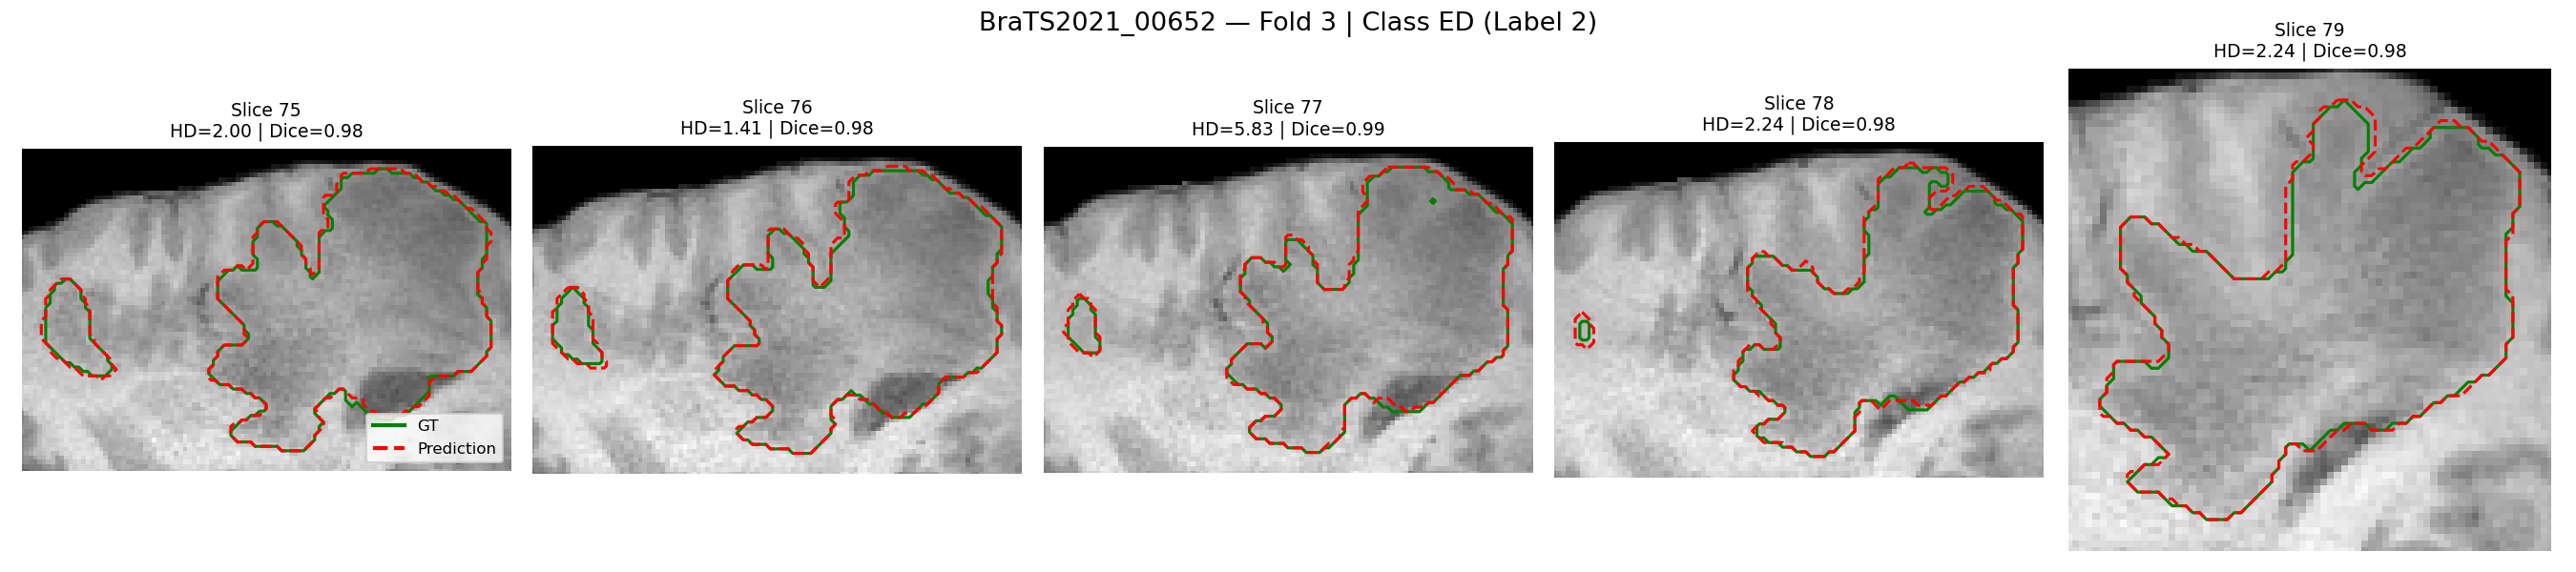 BraTS2021_00652 — Fold 3 | Class ED (Label 2)
Slice 75
HD=2.00 | Dice=0.98
Slice 76
HD=1.41 | Dice=0.98
Slice 77
HD=5.83 | Dice=0.99
Slice 78
HD=2.24 | Dice=0.98
Slice 79
HD=2.24 | Dice=0.98
GT
Prediction